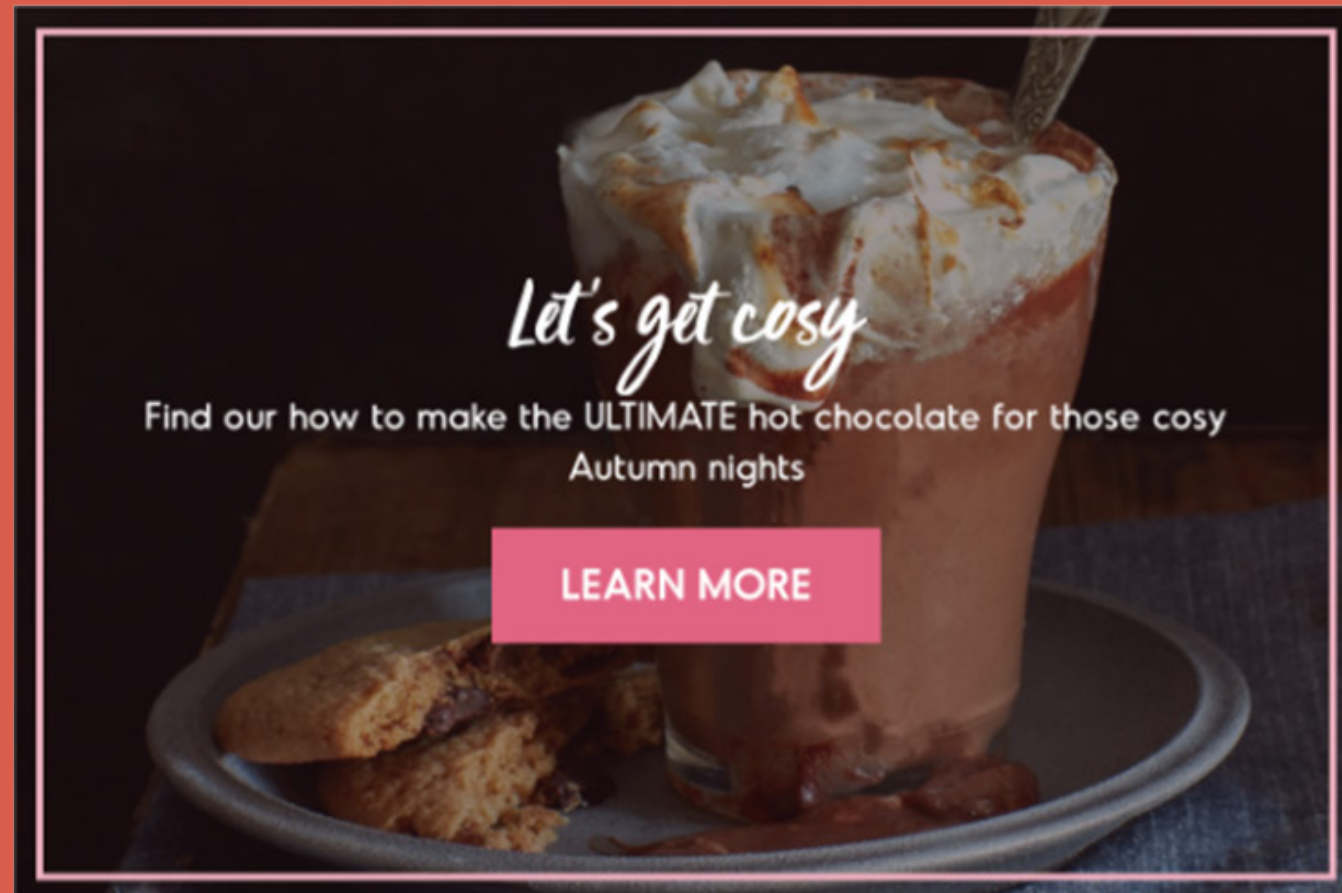 Let's get cosy
Find our how to make the ULTIMATE hot chocolate for those cosy
Autumn nights
LEARN MORE